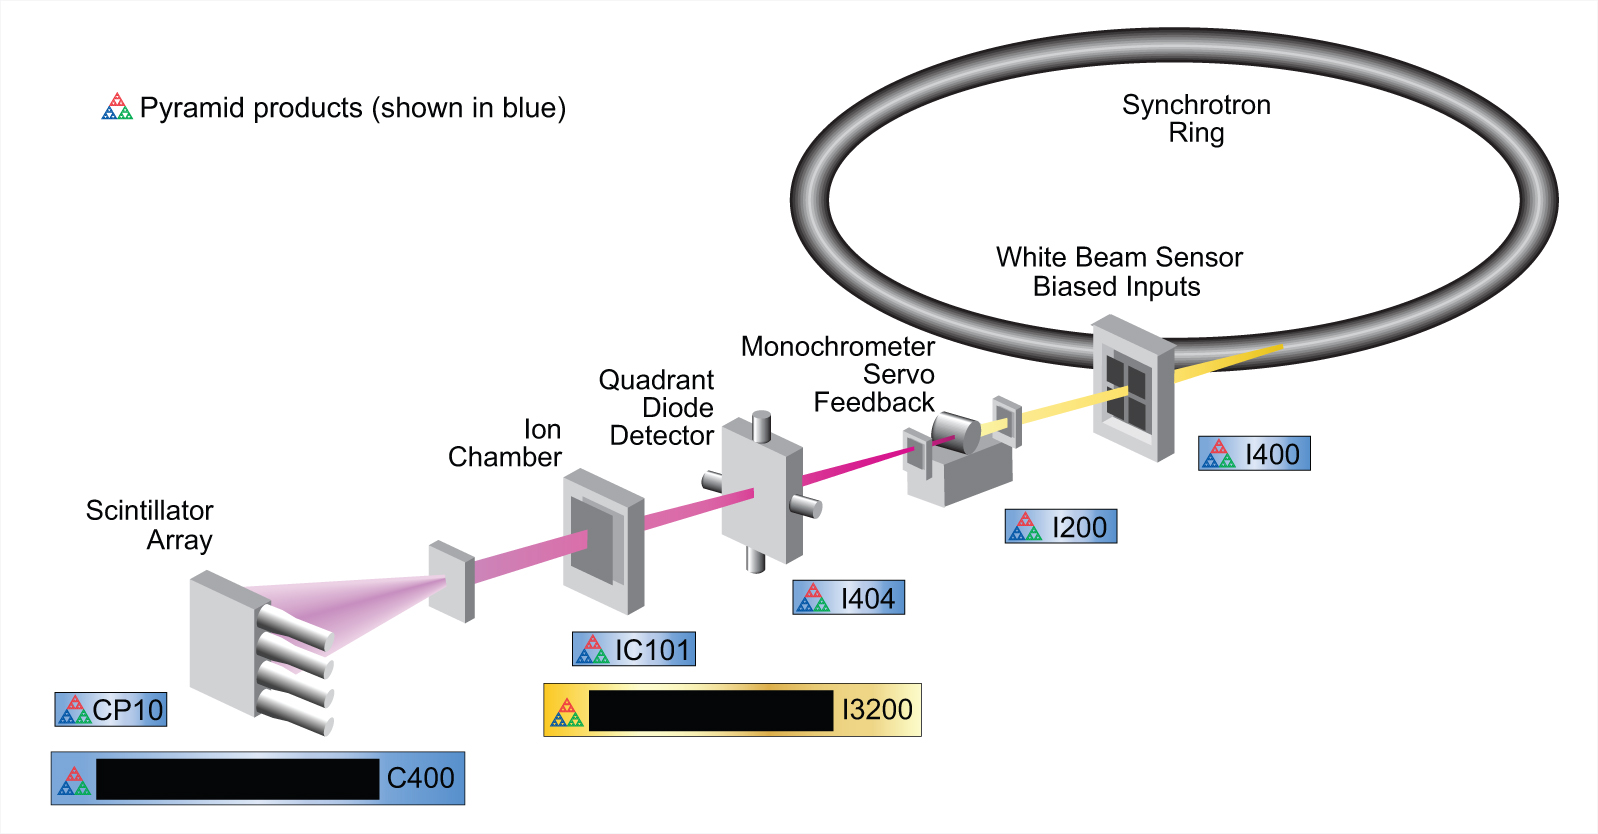 Pyramid products (shown in blue)
Synchrotron
Ring
White Beam Sensor
Biased Inputs
Monochrometer
Servo
Feedback
Quadrant
Diode
Detector
Ion
Chamber
Scintillator
Array
I400
I200
I404
IC101
I3200
CP10
C400